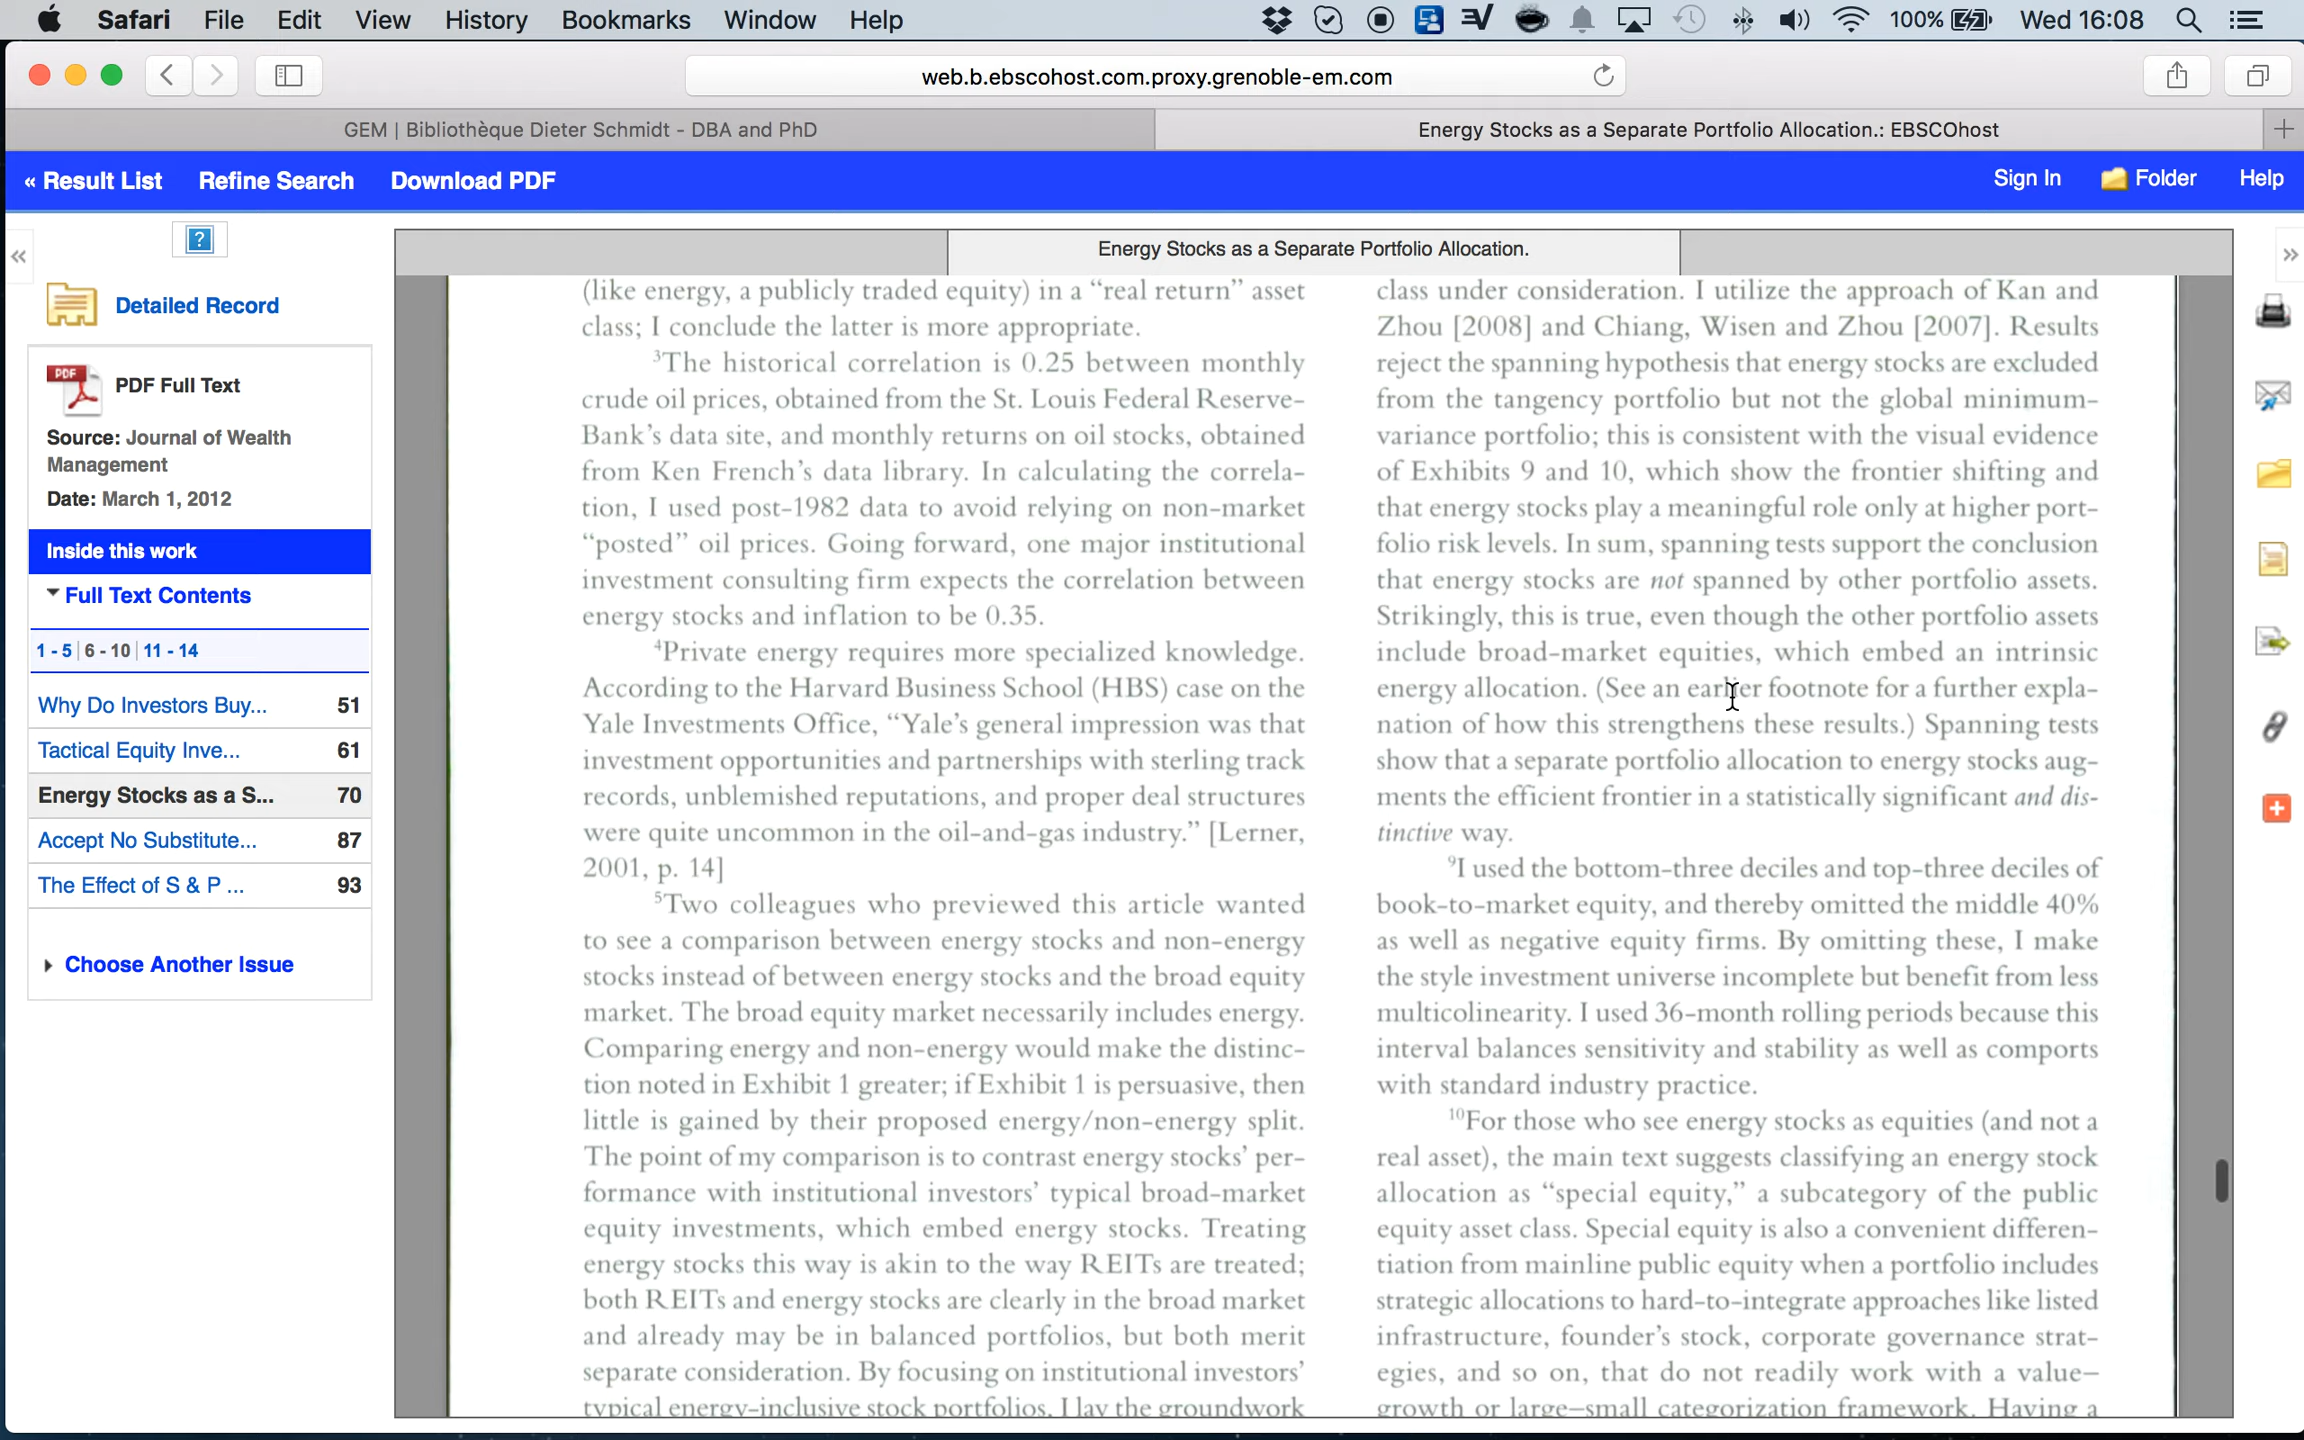 Safari File Edit View History Bookmarks Window Help 100% Wed 16:08
web.b.ebscohost.com.proxy.grenoble-em.com
GEM | Bibliothèque Dieter Schmidt - DBA and PhD
Energy Stocks as a Separate Portfolio Allocation.: EBSCOhost
« Result List Refine Search Download PDF Sign In Folder Help
?
Detailed Record
PDF
PDF Full Text
Source: Journal of Wealth
Management
Date: March 1, 2012
Inside this work
Full Text Contents
1 - 5 | 6 - 10 | 11 - 14
Why Do Investors Buy... 51
Tactical Equity Inve... 61
Energy Stocks as a S... 70
Accept No Substitute... 87
The Effect of S & P ... 93
Choose Another Issue
Energy Stocks as a Separate Portfolio Allocation.
(like energy, a publicly traded equity) in a “real return” asset
class; I conclude the latter is more appropriate.
³The historical correlation is 0.25 between monthly
crude oil prices, obtained from the St. Louis Federal Reserve-
Bank’s data site, and monthly returns on oil stocks, obtained
from Ken French’s data library. In calculating the correla-
tion, I used post-1982 data to avoid relying on non-market
“posted” oil prices. Going forward, one major institutional
investment consulting firm expects the correlation between
energy stocks and inflation to be 0.35.
⁴Private energy requires more specialized knowledge.
According to the Harvard Business School (HBS) case on the
Yale Investments Office, “Yale’s general impression was that
investment opportunities and partnerships with sterling track
records, unblemished reputations, and proper deal structures
were quite uncommon in the oil-and-gas industry.” [Lerner,
2001, p. 14]
⁵Two colleagues who previewed this article wanted
to see a comparison between energy stocks and non-energy
stocks instead of between energy stocks and the broad equity
market. The broad equity market necessarily includes energy.
Comparing energy and non-energy would make the distinc-
tion noted in Exhibit 1 greater; if Exhibit 1 is persuasive, then
little is gained by their proposed energy/non-energy split.
The point of my comparison is to contrast energy stocks’ per-
formance with institutional investors’ typical broad-market
equity investments, which embed energy stocks. Treating
energy stocks this way is akin to the way REITs are treated;
both REITs and energy stocks are clearly in the broad market
and already may be in balanced portfolios, but both merit
separate consideration. By focusing on institutional investors’
typical energy-inclusive stock portfolios, I lay the groundwork
class under consideration. I utilize the approach of Kan and
Zhou [2008] and Chiang, Wisen and Zhou [2007]. Results
reject the spanning hypothesis that energy stocks are excluded
from the tangency portfolio but not the global minimum-
variance portfolio; this is consistent with the visual evidence
of Exhibits 9 and 10, which show the frontier shifting and
that energy stocks play a meaningful role only at higher port-
folio risk levels. In sum, spanning tests support the conclusion
that energy stocks are not spanned by other portfolio assets.
Strikingly, this is true, even though the other portfolio assets
include broad-market equities, which embed an intrinsic
energy allocation. (See an earlier footnote for a further expla-
nation of how this strengthens these results.) Spanning tests
show that a separate portfolio allocation to energy stocks aug-
ments the efficient frontier in a statistically significant and dis-
tinctive way.
⁹I used the bottom-three deciles and top-three deciles of
book-to-market equity, and thereby omitted the middle 40%
as well as negative equity firms. By omitting these, I make
the style investment universe incomplete but benefit from less
multicolinearity. I used 36-month rolling periods because this
interval balances sensitivity and stability as well as comports
with standard industry practice.
¹⁰For those who see energy stocks as equities (and not a
real asset), the main text suggests classifying an energy stock
allocation as “special equity,” a subcategory of the public
equity asset class. Special equity is also a convenient differen-
tiation from mainline public equity when a portfolio includes
strategic allocations to hard-to-integrate approaches like listed
infrastructure, founder’s stock, corporate governance strat-
egies, and so on, that do not readily work with a value–
growth or large–small categorization framework. Having a